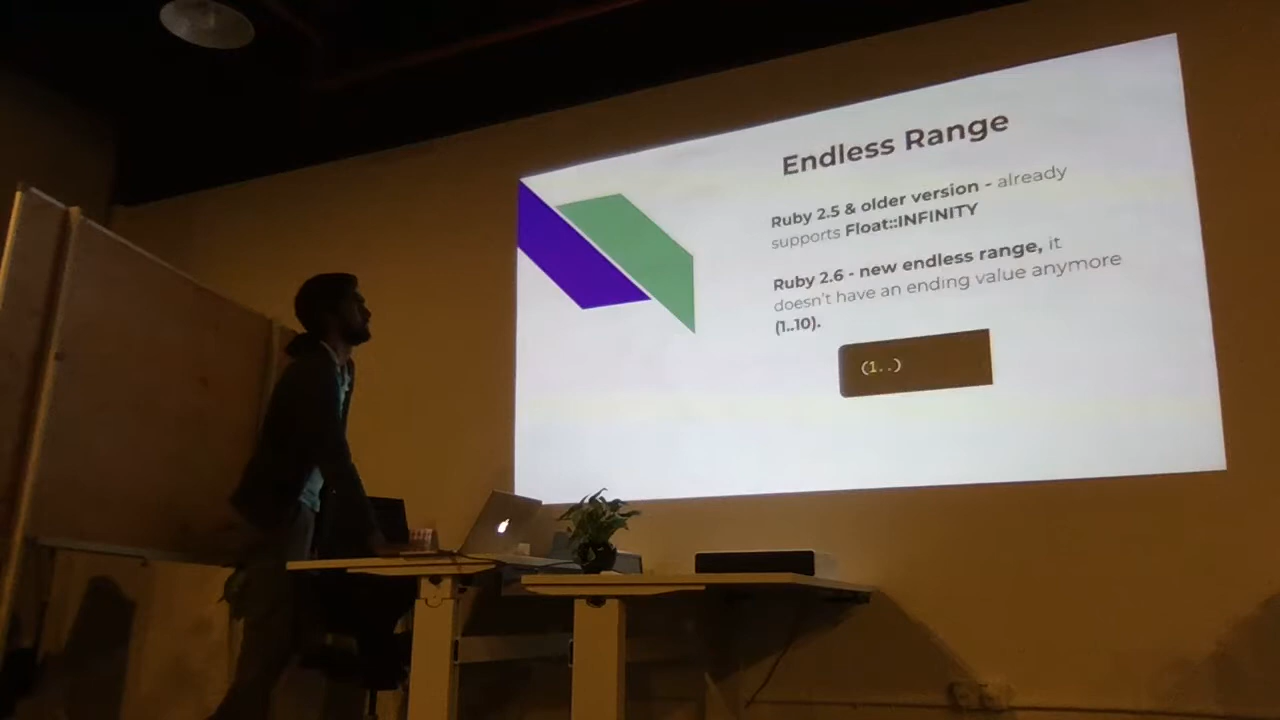 Endless Range
Ruby 2.5 & older version - already
supports Float::INFINITY
Ruby 2.6 - new endless range, it
doesn't have an ending value anymore
(1..10).
(1..)